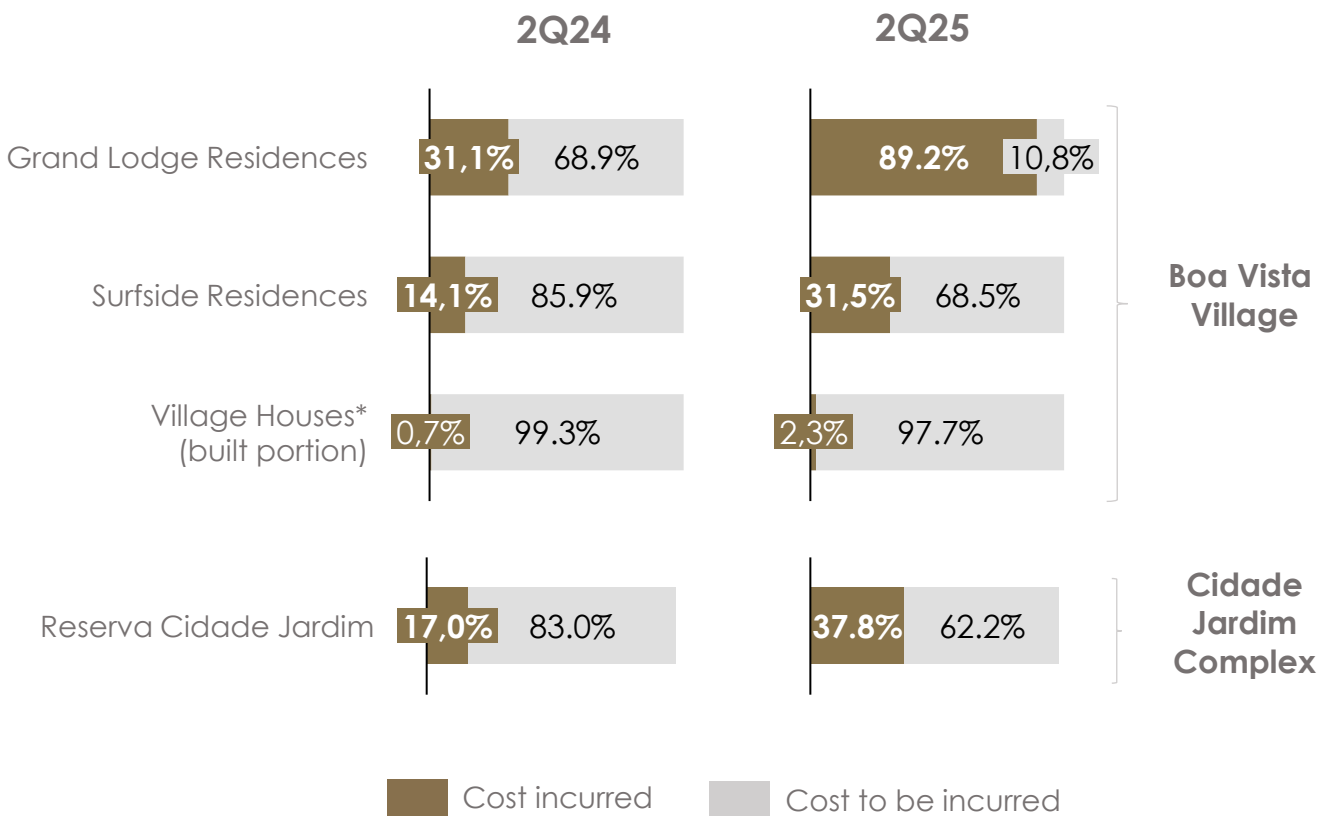 2Q24
2Q25
Grand Lodge Residences
31,1%
68.9%
89.2%
10,8%
Surfside Residences
14,1%
85.9%
31,5%
68.5%
Village Houses*
(built portion)
0,7%
99.3%
2,3%
97.7%
Boa Vista
Village
Reserva Cidade Jardim
17,0%
83.0%
37.8%
62.2%
Cidade
Jardim
Complex
Cost incurred
Cost to be incurred